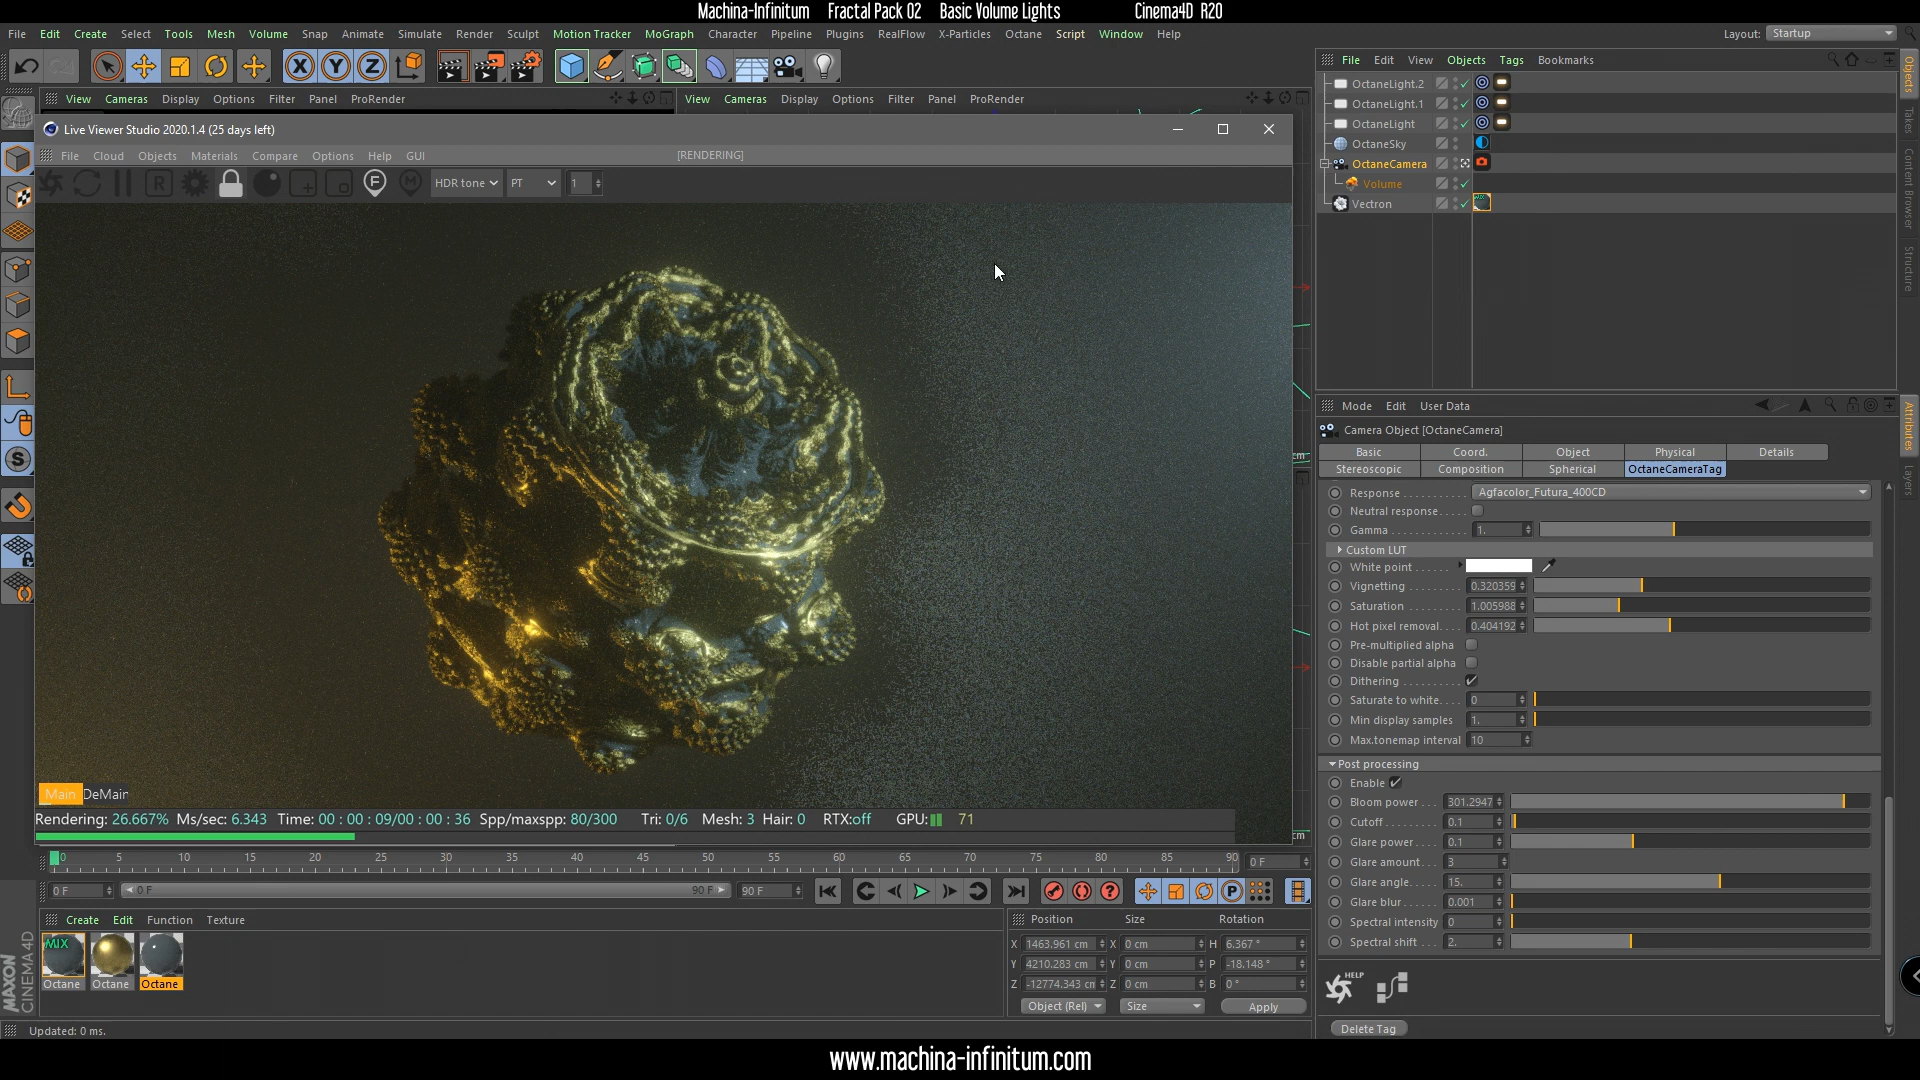 Machina-Infinitum Fractal Pack 02 Basic Volume Lights Cinema4D R20
File Edit Create Select Tools Mesh Volume Snap Animate Simulate Render Sculpt Motion Tracker MoGraph Character Pipeline Plugins RealFlow X-Particles Octane Script Window Help
Layout: Startup
View Cameras Display Options Filter Panel ProRender
View Cameras Display Options Filter Panel ProRender
Live Viewer Studio 2020.1.4 (25 days left)
File Cloud Objects Materials Compare Options Help GUI [RENDERING]
HDR tone PT 1
Main DeMain
Rendering: 26.667% Ms/sec: 6.343 Time: 00 : 00 : 09/00 : 00 : 36 Spp/maxspp: 80/300 Tri: 0/6 Mesh: 3 Hair: 0 RTX:off GPU: 71
0 5 10 15 20 25 30 35 40 45 50 55 60 65 70 75 80 85 90 0 F
0 F 0 F 90 F 90 F
Create Edit Function Texture
MIX
Octane Octane Octane
Position Size Rotation
X 1463.961 cm X 0 cm H 6.367 °
Y 4210.283 cm Y 0 cm P -18.148 °
Z -12774.343 cm Z 0 cm B 0 °
Object (Rel) Size Apply
MAXON
CINEMA 4D
Updated: 0 ms.
File Edit View Objects Tags Bookmarks
OctaneLight.2
OctaneLight.1
OctaneLight
OctaneSky
OctaneCamera
Volume
Vectron
Objects
Takes
Content Browser
Structure
Mode Edit User Data
Camera Object [OctaneCamera]
Basic Coord. Object Physical Details
Stereoscopic Composition Spherical OctaneCameraTag
Attributes
Layers
Response Agfacolor_Futura_400CD
Neutral response
Gamma 1.
Custom LUT
White point
Vignetting 0.320359
Saturation 1.005988
Hot pixel removal 0.404192
Pre-multiplied alpha
Disable partial alpha
Dithering
Saturate to white 0
Min display samples 1.
Max.tonemap interval 10
Post processing
Enable
Bloom power 301.2947
Cutoff 0.1
Glare power 0.1
Glare amount 3
Glare angle 15.
Glare blur 0.001
Spectral intensity 0
Spectral shift 2.
HELP
Delete Tag
www.machina-infinitum.com